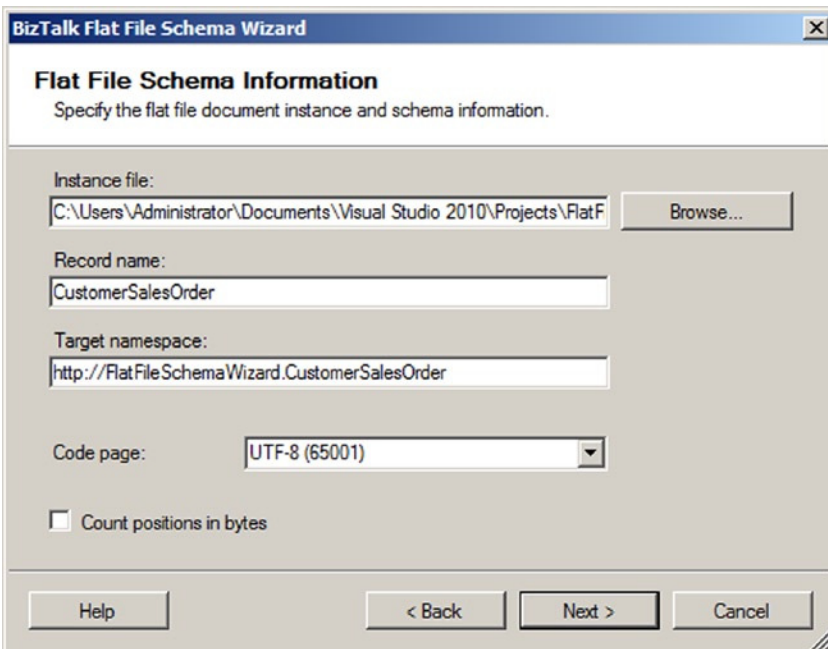 BizTalk Flat File Schema Wizard
Flat File Schema Information
Specify the flat file document instance and schema information.
Instance file:
C:\Users\Administrator\Documents\Visual Studio 2010\Projects\FlatF
Browse...
Record name:
CustomerSalesOrder
Target namespace:
http://FlatFileSchemaWizard.CustomerSalesOrder
Code page:
UTF-8 (65001)
Count positions in bytes
Help
< Back
Next >
Cancel